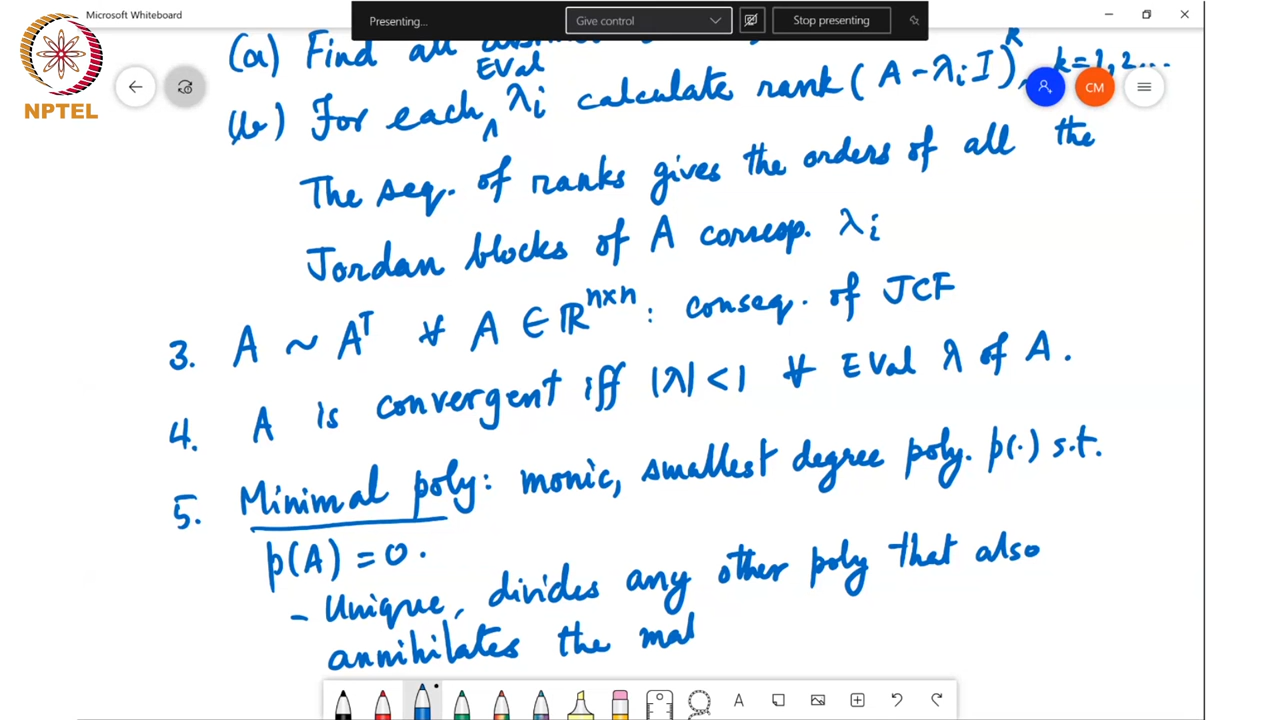 Microsoft Whiteboard
Presenting...
Give control
Stop presenting
NPTEL
CM
(a) Find all distinct
EVal
(b) For each ∧ λi calculate rank (A - λi I)^k, k=1,2...
The seq. of ranks gives the orders of all the
Jordan blocks of A corresp. λi
3. A ~ A^T ∀ A ∈ ℝ^{n×n} : conseq. of JCF
4. A is convergent iff |λ| < 1 ∀ EVal λ of A.
5. Minimal poly: monic, smallest degree poly. p(·) s.t.
p(A) = 0.
- Unique, divides any other poly that also
annihilates the mat
A